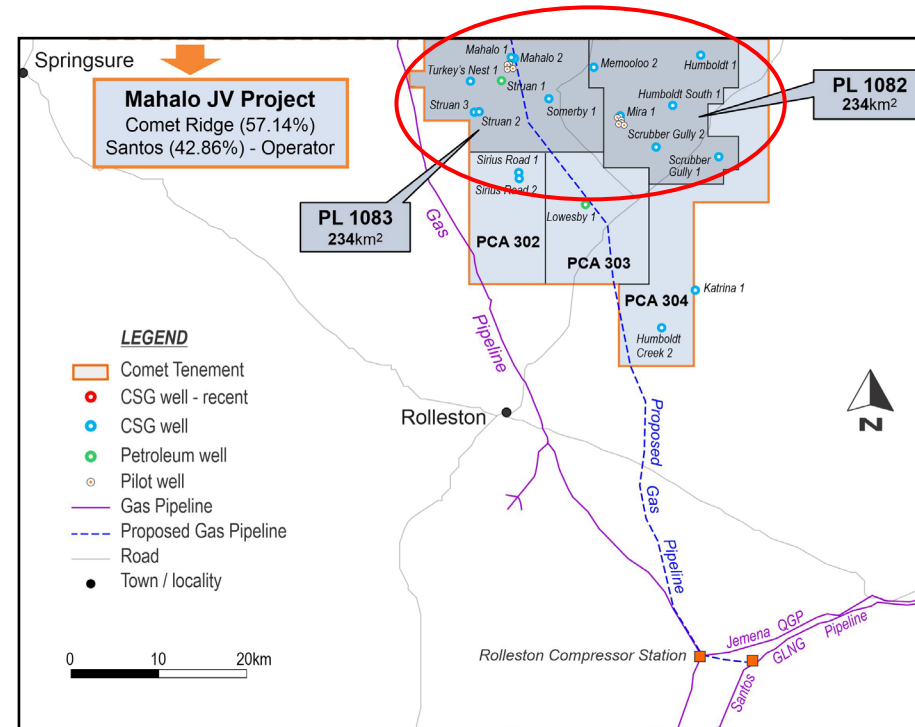 Springsure
Mahalo JV Project
Comet Ridge (57.14%)
Santos (42.86%) - Operator
Mahalo 1
Mahalo 2
Memooloo 2
Humboldt 1
Turkey's Nest 1
Struan 1
Humboldt South 1
PL 1082
234km²
Struan 3
Struan 2
Somerby 1
Mira 1
Scrubber Gully 2
Scrubber
Gully 1
Sirius Road 1
Sirius Road 2
PL 1083
234km²
Lowesby 1
PCA 302
PCA 303
PCA 304
Katrina 1
Humboldt
Creek 2
Gas
Pipeline
LEGEND
Comet Tenement
CSG well - recent
CSG well
Petroleum well
Pilot well
Gas Pipeline
Proposed Gas Pipeline
Road
Town / locality
Rolleston
N
Proposed
Gas
Pipeline
0 10 20km
Rolleston Compressor Station
Jemena QGP
Santos GLNG Pipeline